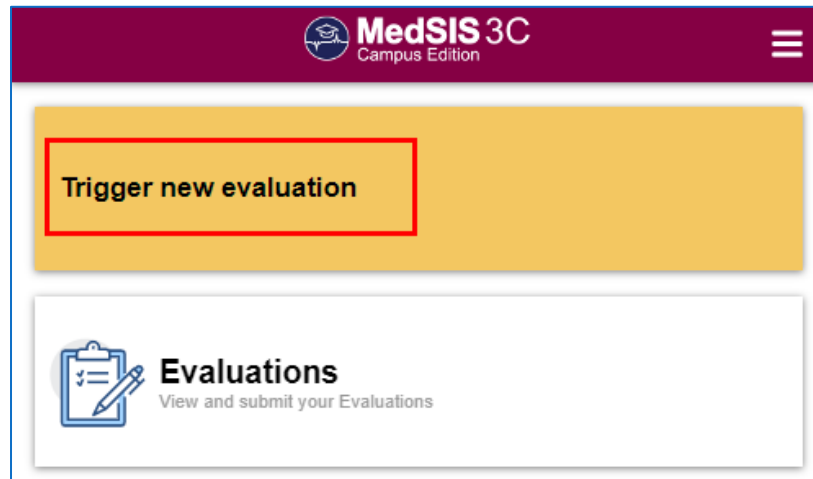 MedSIS 3C
Campus Edition
Trigger new evaluation
Evaluations
View and submit your Evaluations